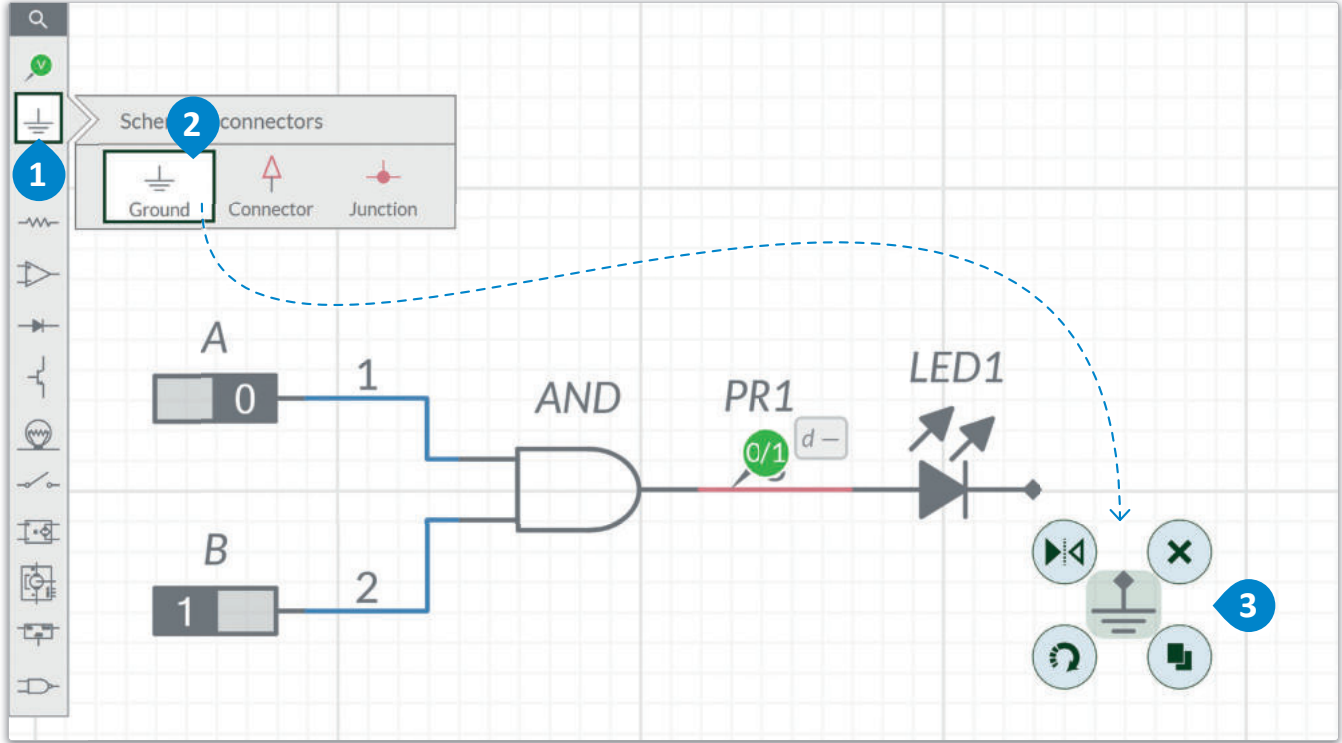 V
Sche
2
connectors
1
Ground
Connector
Junction
A
0
1
AND
PR1
0/1
d –
LED1
B
1
2
3